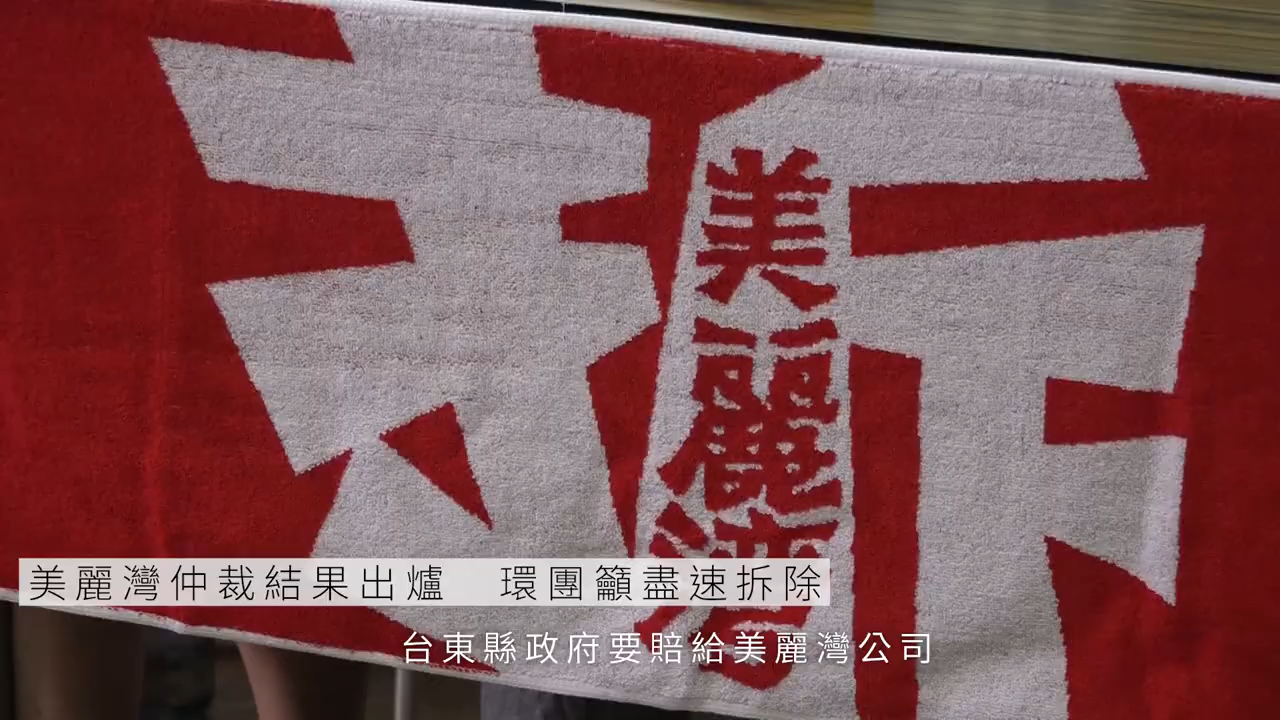 拆
美麗灣
美麗灣仲裁結果出爐 環團籲盡速拆除
台東縣政府要賠給美麗灣公司